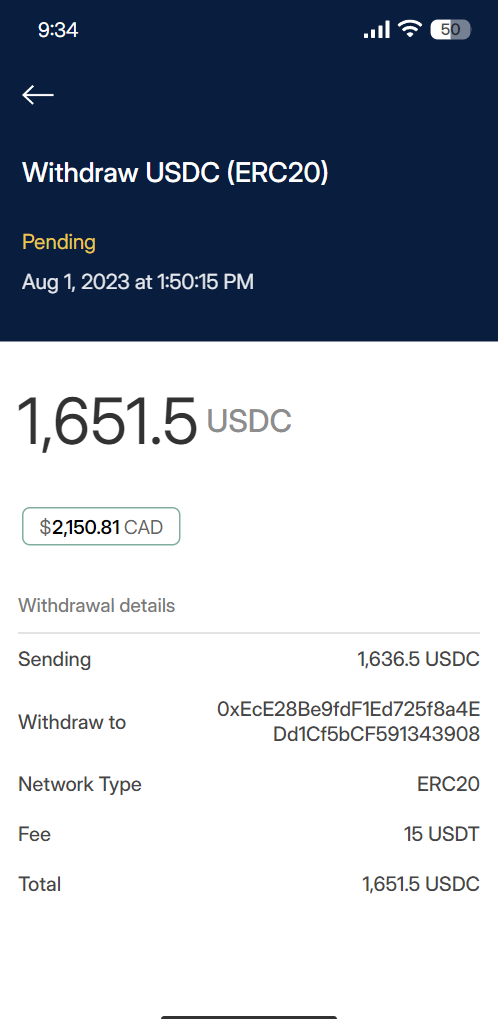 9:34
50
Withdraw USDC (ERC20)
Pending
Aug 1, 2023 at 1:50:15 PM
1,651.5 USDC
$2,150.81 CAD
Withdrawal details
Sending 1,636.5 USDC
Withdraw to 0xEcE28Be9fdF1Ed725f8a4E
Dd1Cf5bCF591343908
Network Type ERC20
Fee 15 USDT
Total 1,651.5 USDC